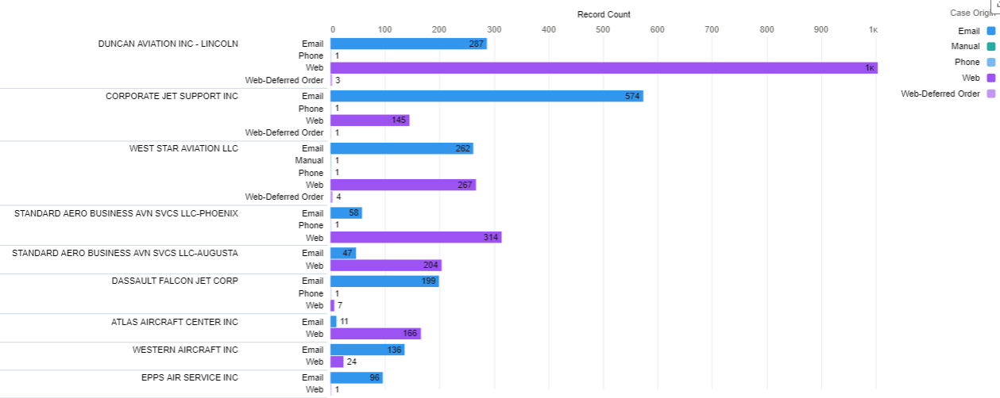 Record Count
Case Origin
0 100 200 300 400 500 600 700 800 900 1K
Email
Manual
Phone
Web
Web-Deferred Order
DUNCAN AVIATION INC - LINCOLN Email 287
Phone 1
Web 1K
Web-Deferred Order 3
CORPORATE JET SUPPORT INC Email 574
Phone 1
Web 145
Web-Deferred Order 1
WEST STAR AVIATION LLC Email 262
Manual 1
Phone 1
Web 267
Web-Deferred Order 4
STANDARD AERO BUSINESS AVN SVCS LLC-PHOENIX Email 58
Phone 1
Web 314
STANDARD AERO BUSINESS AVN SVCS LLC-AUGUSTA Email 47
Web 204
DASSAULT FALCON JET CORP Email 199
Phone 1
Web 7
ATLAS AIRCRAFT CENTER INC Email 11
Web 166
WESTERN AIRCRAFT INC Email 136
Web 24
EPPS AIR SERVICE INC Email 96
Web 1